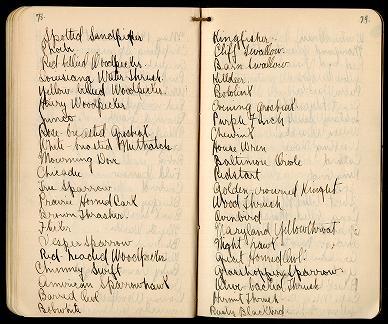 78.
Spotted Sandpiper
Phoebe
Red bellied Woodpecker
Louisiana Water Thrush
Yellow bellied Woodpecker
Hairy Woodpecker
Junco
Rose-breasted Grosbeak
White-breasted Nuthatch
Mourning Dove
Chicadee
Tree Sparrow
Prairie Horned Lark
Brown Thrasher
Flicker
Vesper Sparrow
Red headed Woodpecker
Chimney Swift
American Sparrowhawk
Barred Owl
Bobwhite
79.
Kingfisher
Cliff Swallow
Barn Swallow
Killdeer
Bobolink
Evening Grosbeak
Purple Finch
Chewink
House Wren
Baltimore Oriole
Redstart
Golden-crowned Kinglet
Wood Thrush
Ovenbird
Maryland Yellowthroat
Night hawk
Great Horned Owl
Grasshopper Sparrow
Olive-backed Thrush
Hermit Thrush
Rusty Blackbird